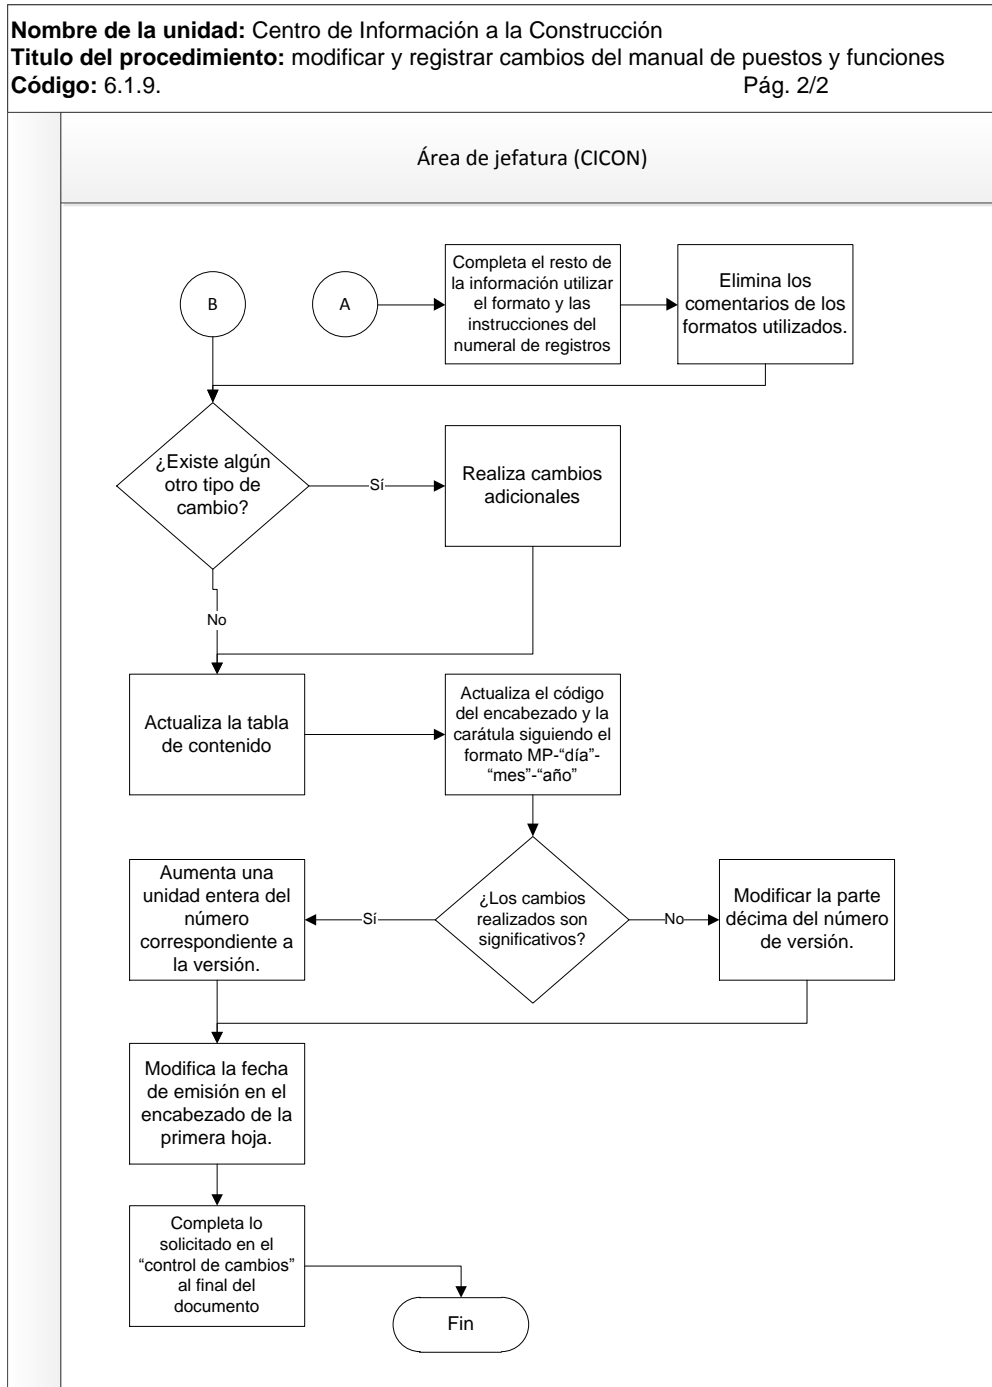 Nombre de la unidad: Centro de Información a la Construcción
Titulo del procedimiento: modificar y registrar cambios del manual de puestos y funciones
Código: 6.1.9. Pág. 2/2
Área de jefatura (CICON)
B
A
Completa el resto de
la información utilizar
el formato y las
instrucciones del
numeral de registros
Elimina los
comentarios de los
formatos utilizados.
¿Existe algún
otro tipo de
cambio?
Sí
Realiza cambios
adicionales
No
Actualiza la tabla
de contenido
Actualiza el código
del encabezado y la
carátula siguiendo el
formato MP-“día”-
“mes”-“año”
Aumenta una
unidad entera del
número
correspondiente a
la versión.
Sí
¿Los cambios
realizados son
significativos?
No
Modificar la parte
décima del número
de versión.
Modifica la fecha
de emisión en el
encabezado de la
primera hoja.
Completa lo
solicitado en el
“control de cambios”
al final del
documento
Fin